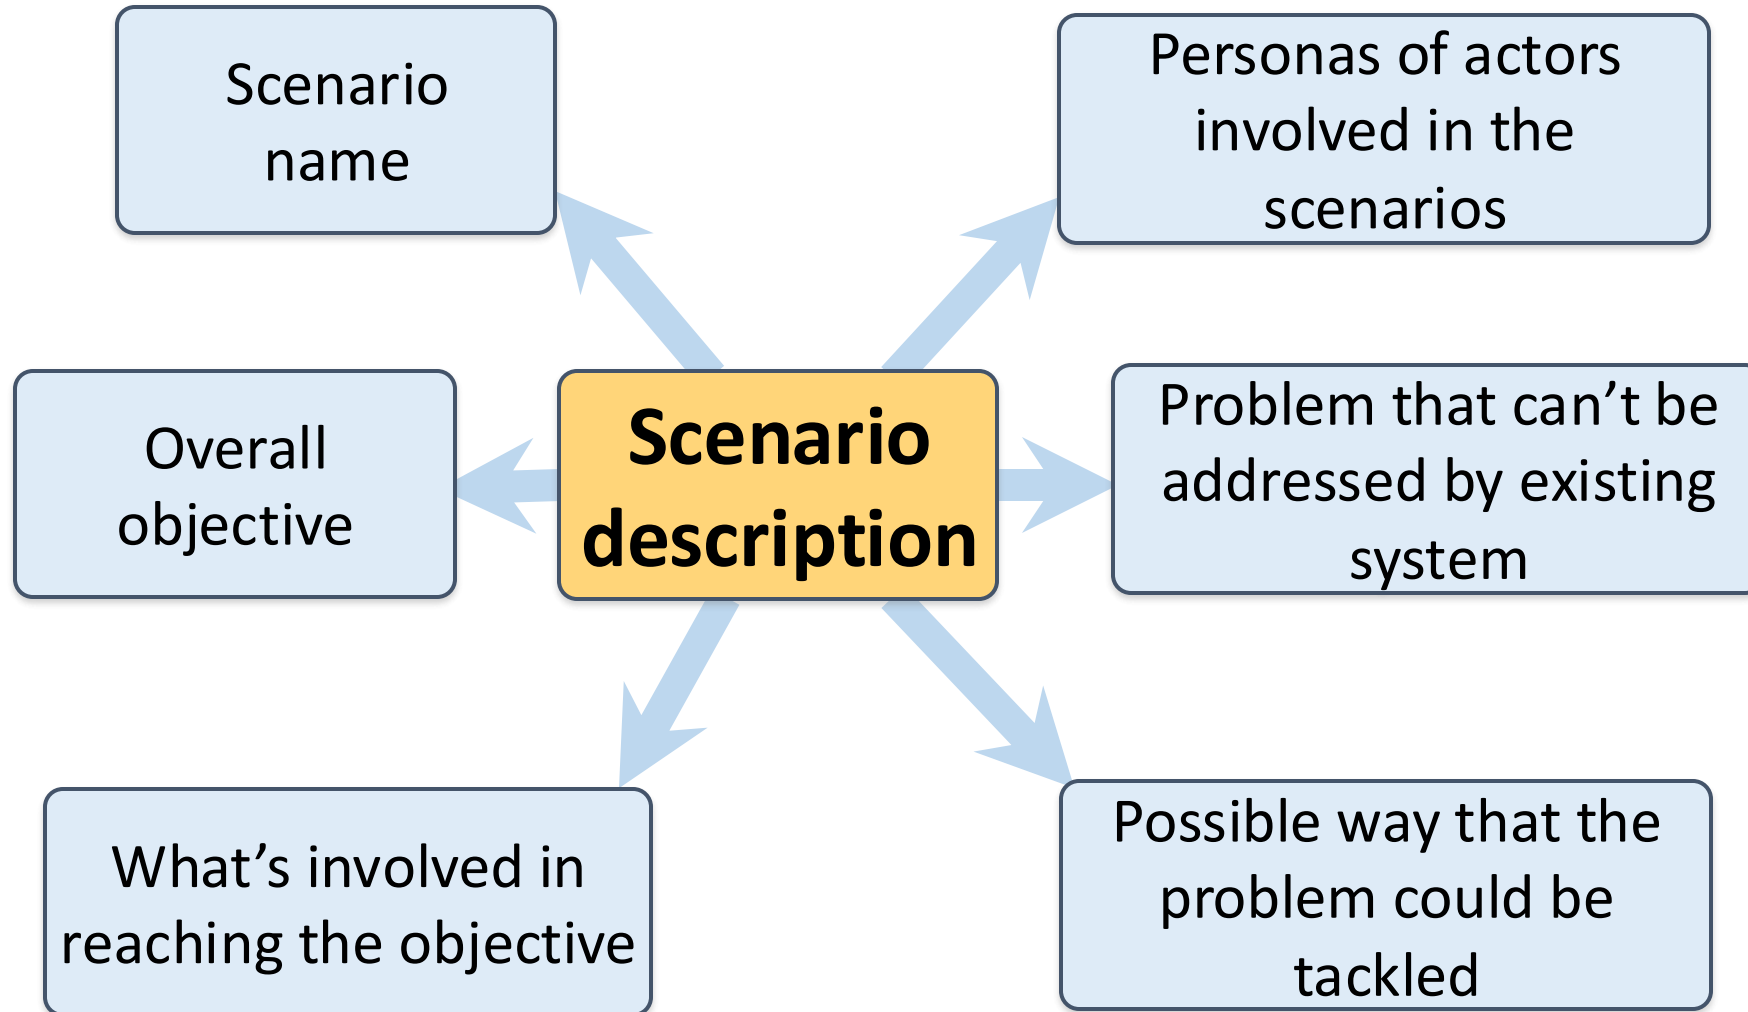 Scenario
name
Personas of actors
involved in the
scenarios
Overall
objective
Scenario
description
Problem that can’t be
addressed by existing
system
What’s involved in
reaching the objective
Possible way that the
problem could be
tackled